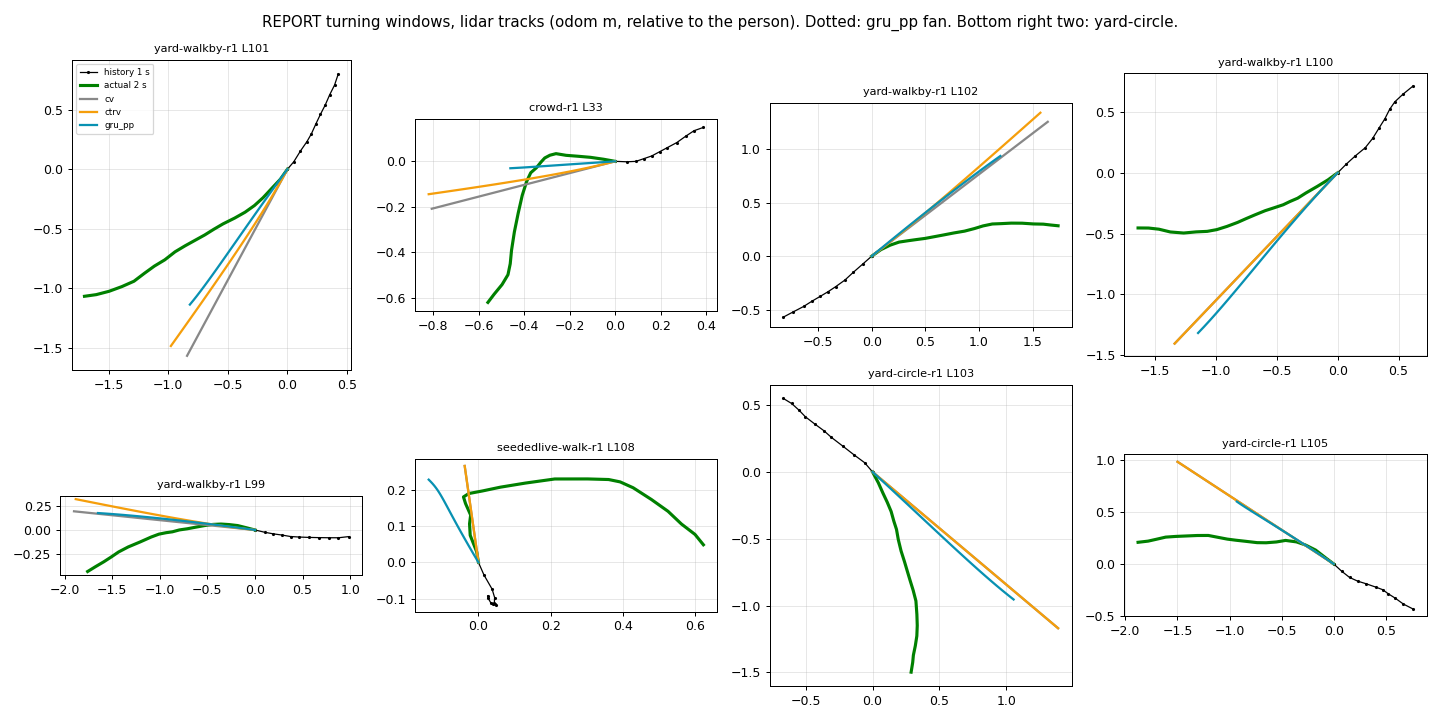 REPORT turning windows, lidar tracks (odom m, relative to the person). Dotted: gru_pp fan. Bottom right two: yard-circle.
yard-walkby-r1 L101
history 1 s
actual 2 s
cv
ctrv
gru_pp
0.5
0.0
−0.5
−1.0
−1.5
−1.5 −1.0 −0.5 0.0 0.5
crowd-r1 L33
0.0
−0.2
−0.4
−0.6
−0.8 −0.6 −0.4 −0.2 0.0 0.2 0.4
yard-walkby-r1 L102
1.0
0.5
0.0
−0.5
−0.5 0.0 0.5 1.0 1.5
yard-walkby-r1 L100
0.5
0.0
−0.5
−1.0
−1.5
−1.5 −1.0 −0.5 0.0 0.5
yard-walkby-r1 L99
0.25
0.00
−0.25
−2.0 −1.5 −1.0 −0.5 0.0 0.5 1.0
seededlive-walk-r1 L108
0.2
0.1
0.0
−0.1
0.0 0.2 0.4 0.6
yard-circle-r1 L103
0.5
0.0
−0.5
−1.0
−1.5
−0.5 0.0 0.5 1.0
yard-circle-r1 L105
1.0
0.5
0.0
−0.5
−2.0 −1.5 −1.0 −0.5 0.0 0.5